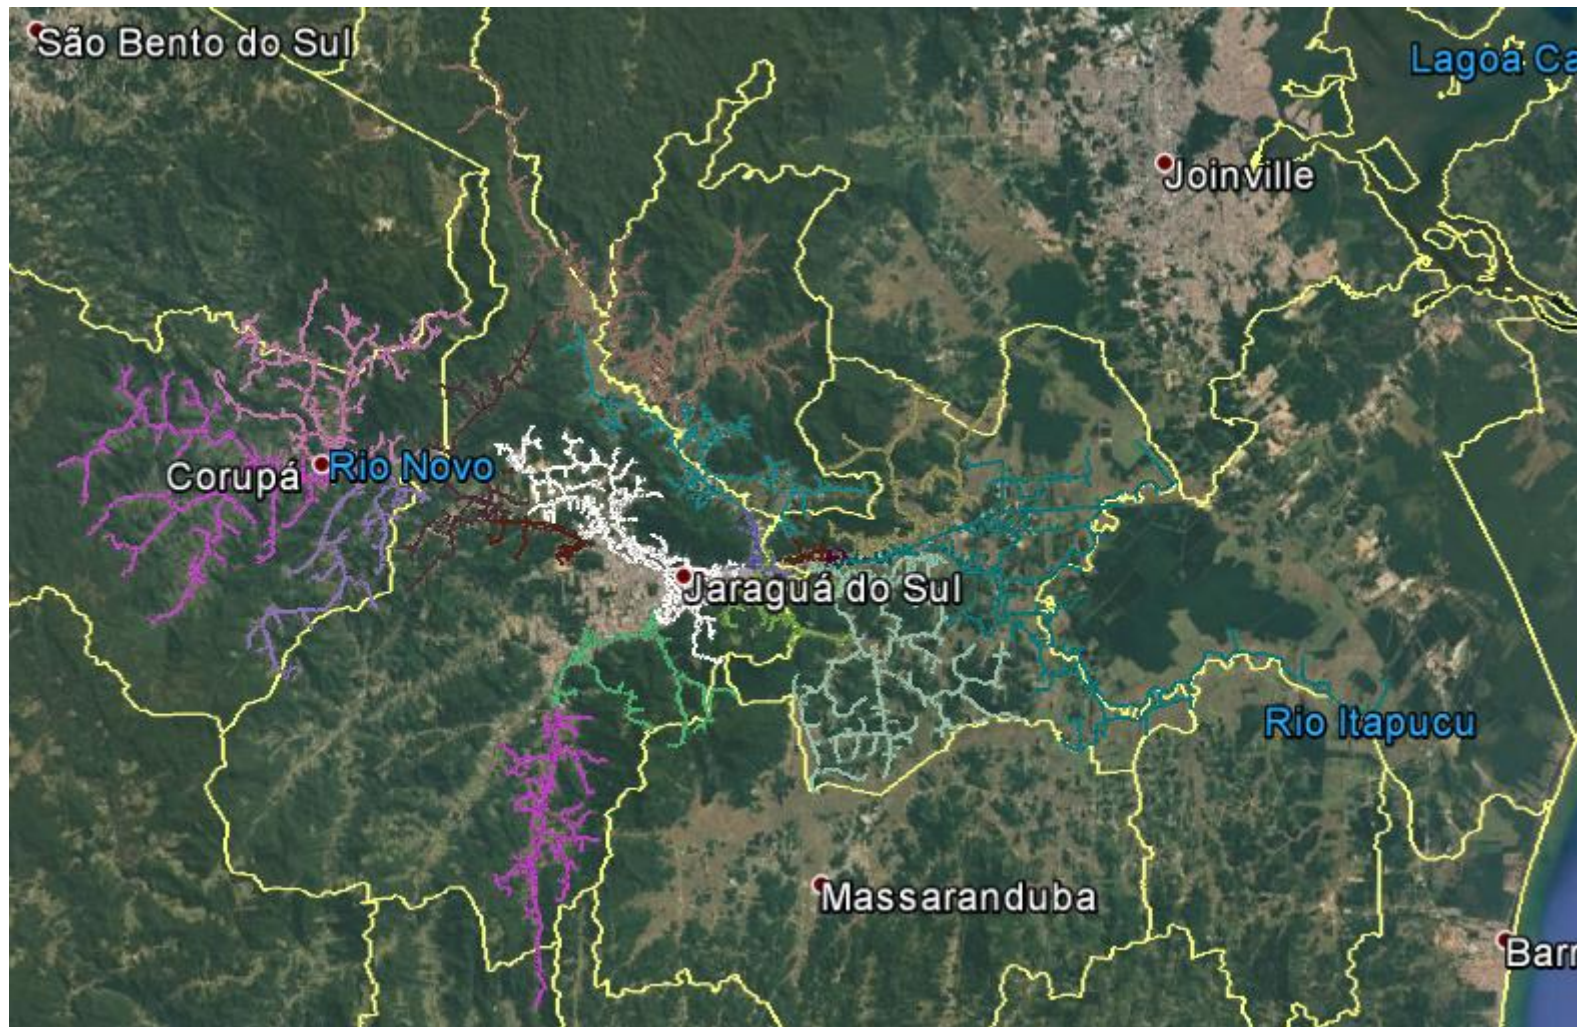 São Bento do Sul
Lagoa Ca
Joinville
Corupá
Rio Novo
Jaraguá do Sul
Rio Itapucu
Massaranduba
Barr